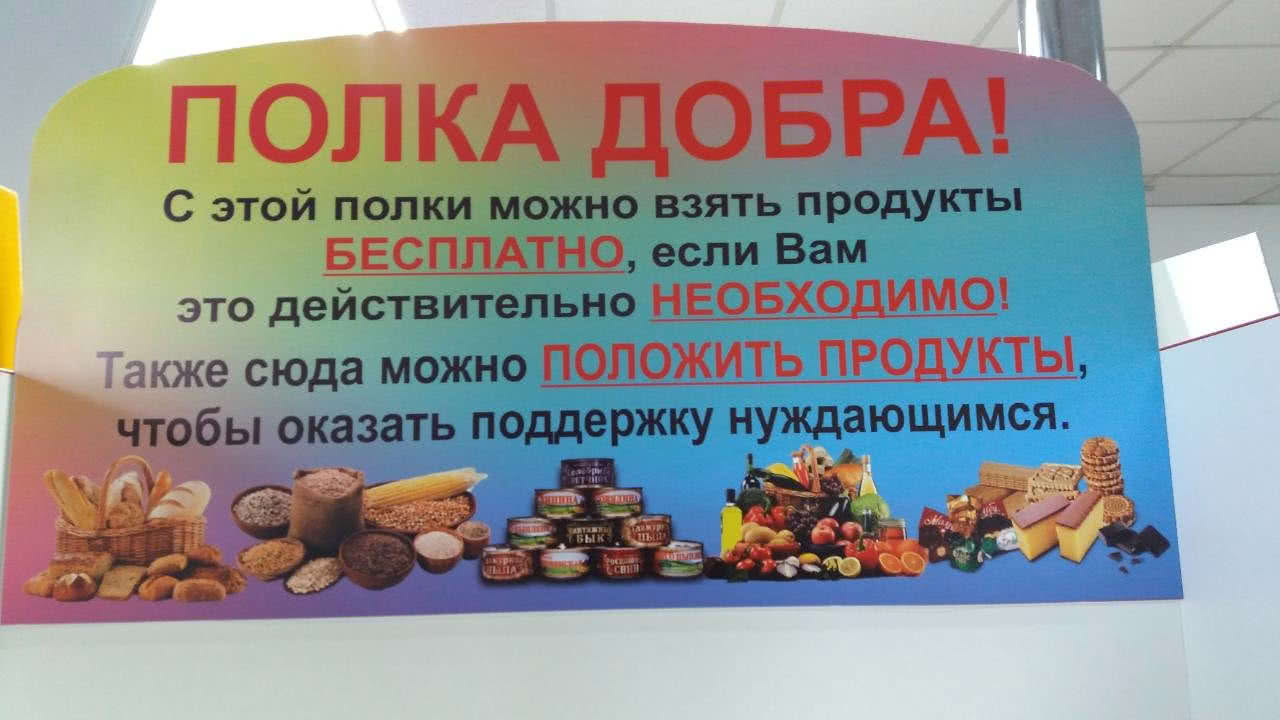 ПОЛКА ДОБРА!
С этой полки можно взять продукты
БЕСПЛАТНО, если Вам
это действительно НЕОБХОДИМО!
Также сюда можно ПОЛОЖИТЬ ПРОДУКТЫ,
чтобы оказать поддержку нуждающимся.
БЫК